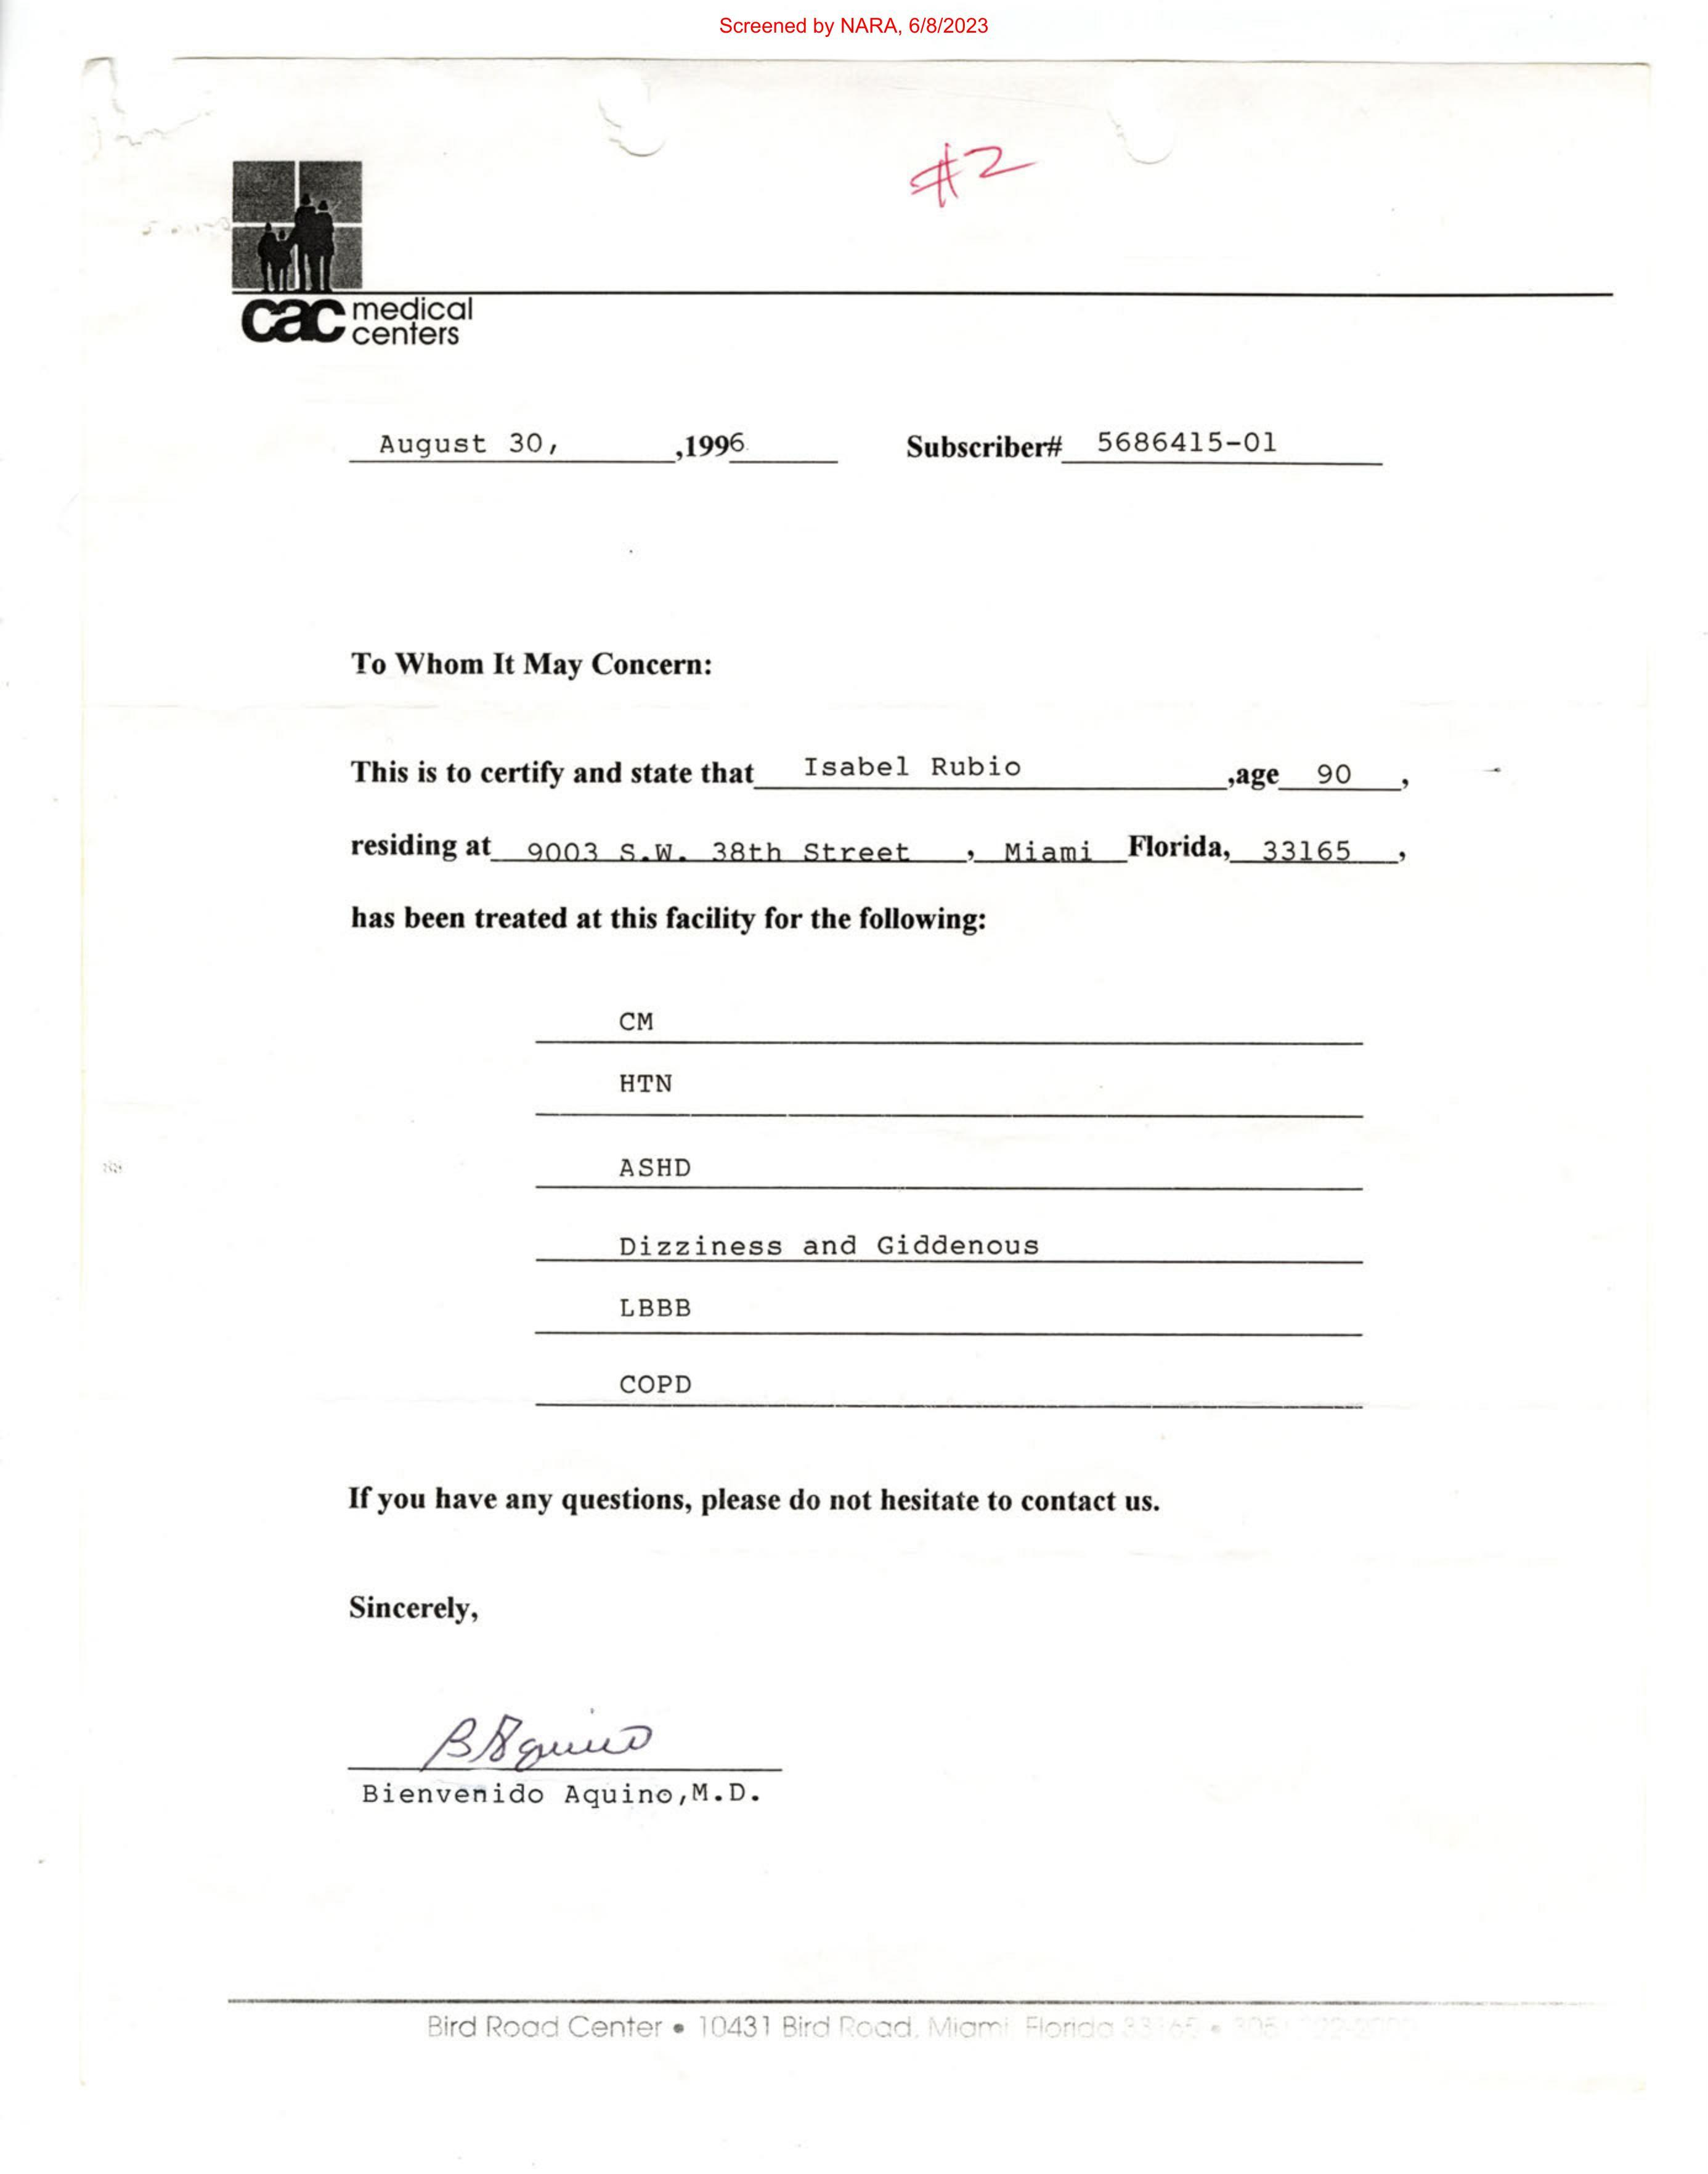 Screened by NARA, 6/8/2023
#2
cac medical
centers
August 30, ,1996 Subscriber# 5686415-01
To Whom It May Concern:
This is to certify and state that Isabel Rubio ,age 90 ,
residing at 9003 S.W. 38th Street , Miami Florida, 33165 ,
has been treated at this facility for the following:
CM
HTN
ASHD
Dizziness and Giddenous
LBBB
COPD
If you have any questions, please do not hesitate to contact us.
Sincerely,
B Aquino
Bienvenido Aquino,M.D.
Bird Road Center • 10431 Bird Road, Miami Florida 33165 • 305